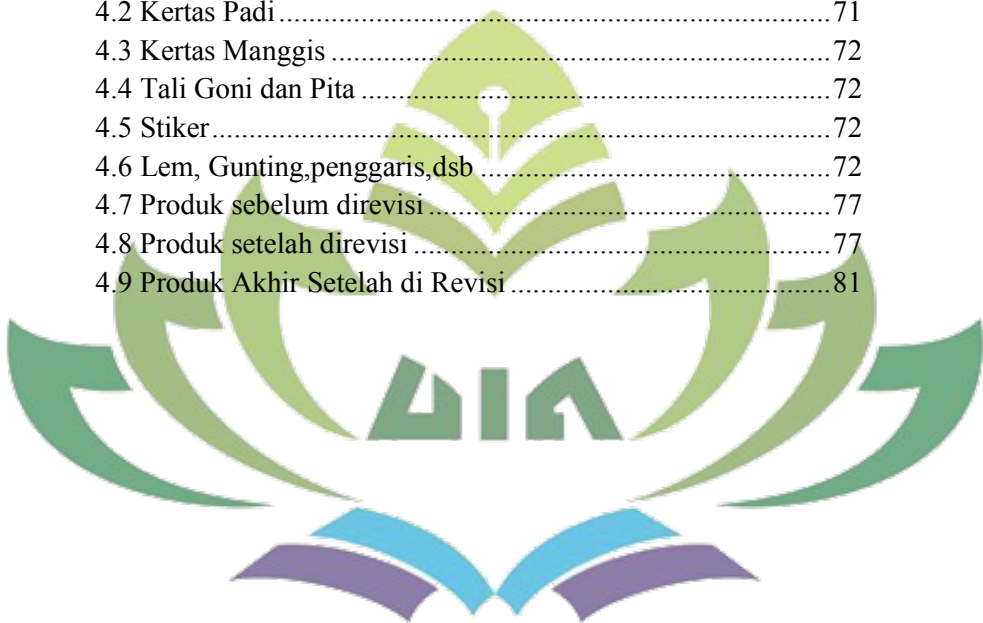 4.2 Kertas Padi.......................................................................71
4.3 Kertas Manggis ................................................................72
4.4 Tali Goni dan Pita ............................................................72
4.5 Stiker................................................................................72
4.6 Lem, Gunting,penggaris,dsb ............................................72
4.7 Produk sebelum direvisi ...................................................77
4.8 Produk setelah direvisi .....................................................77
4.9 Produk Akhir Setelah di Revisi ........................................81
UIN